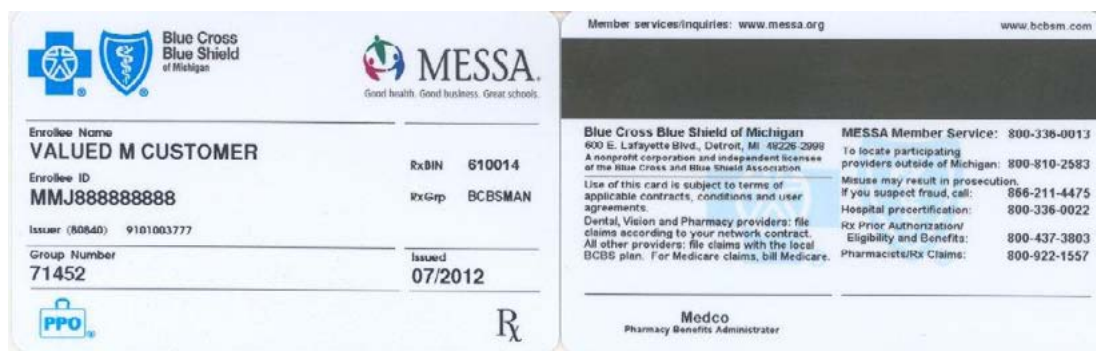 Blue Cross
Blue Shield
of Michigan
MESSA.
Good health. Good business. Great schools.
Enrollee Name
VALUED M CUSTOMER
Enrollee ID
MMJ888888888
Issuer (80840) 9101003777
RxBIN 610014
RxGrp BCBSMAN
Group Number
71452
Issued
07/2012
PPO
Rx
Member services/inquiries: www.messa.org
www.bcbsm.com
Blue Cross Blue Shield of Michigan
600 E. Lafayette Blvd., Detroit, MI 48226-2998
A nonprofit corporation and independent licensee
of the Blue Cross and Blue Shield Association
Use of this card is subject to terms of
applicable contracts, conditions and user
agreements.
Dental, Vision and Pharmacy providers: file
claims according to your network contract.
All other providers: file claims with the local
BCBS plan. For Medicare claims, bill Medicare.
MESSA Member Service: 800-336-0013
To locate participating
providers outside of Michigan: 800-810-2583
Misuse may result in prosecution.
If you suspect fraud, call: 866-211-4475
Hospital precertification: 800-336-0022
Rx Prior Authorization/
Eligibility and Benefits: 800-437-3803
Pharmacists/Rx Claims: 800-922-1557
Medco
Pharmacy Benefits Administrater